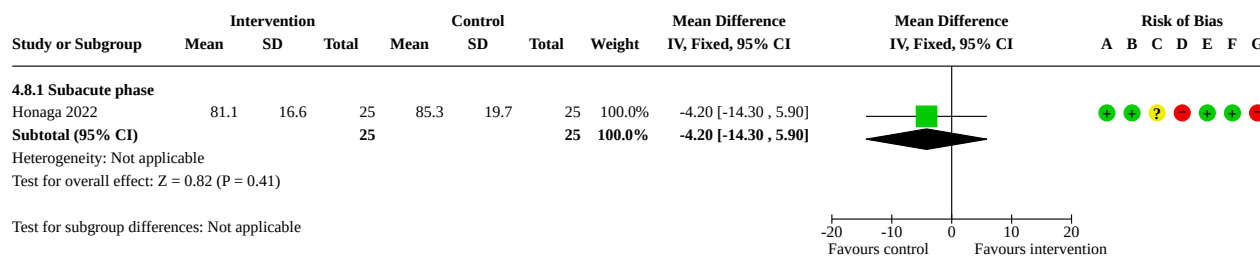 Intervention Control Mean Difference Mean Difference Risk of Bias
Study or Subgroup Mean SD Total Mean SD Total Weight IV, Fixed, 95% CI IV, Fixed, 95% CI A B C D E F G
4.8.1 Subacute phase
Honaga 2022 81.1 16.6 25 85.3 19.7 25 100.0% -4.20 [-14.30 , 5.90] + + ? − + + −
Subtotal (95% CI) 25 25 100.0% -4.20 [-14.30 , 5.90]
Heterogeneity: Not applicable
Test for overall effect: Z = 0.82 (P = 0.41)
Test for subgroup differences: Not applicable
-20 -10 0 10 20
Favours control Favours intervention